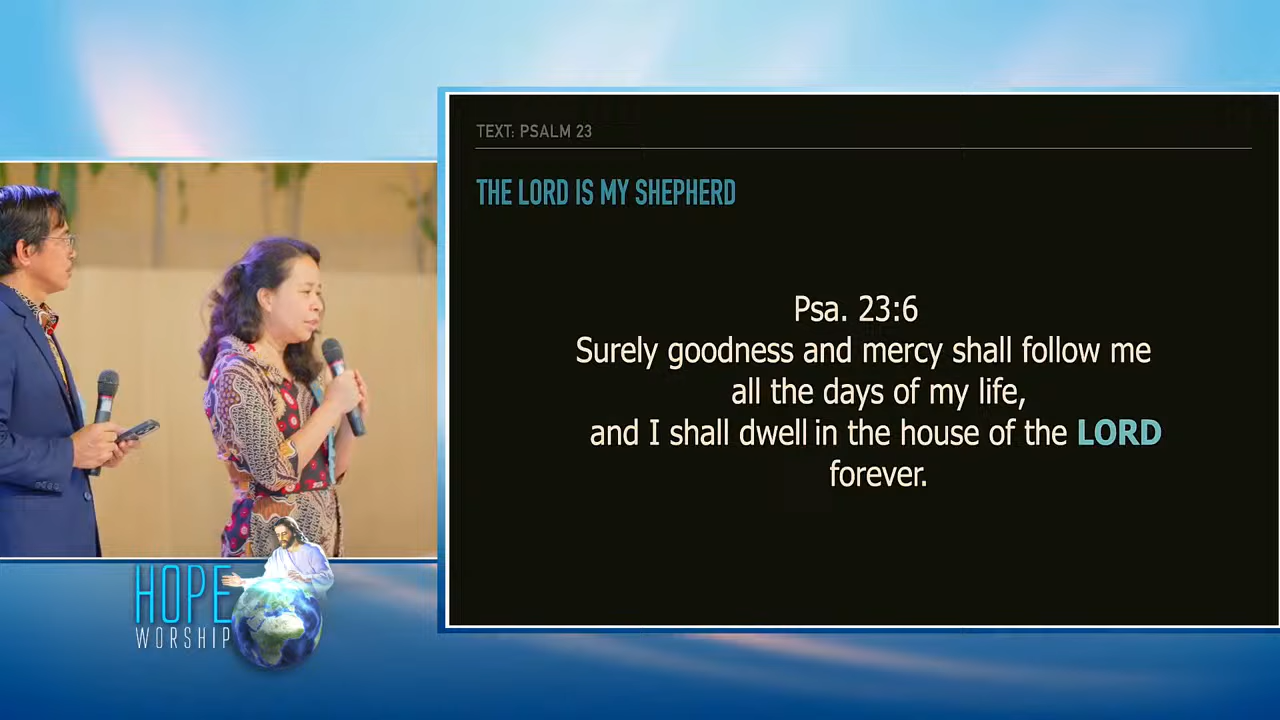 TEXT: PSALM 23
THE LORD IS MY SHEPHERD
Psa. 23:6
Surely goodness and mercy shall follow me
all the days of my life,
and I shall dwell in the house of the LORD
forever.
HOPE
WORSHIP